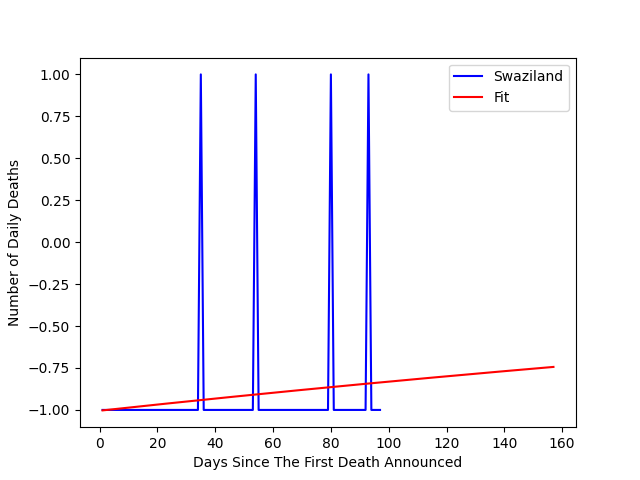 1.00
0.75
0.50
0.25
0.00
−0.25
−0.50
−0.75
−1.00
0 20 40 60 80 100 120 140 160
Days Since The First Death Announced
Number of Daily Deaths
Swaziland
Fit